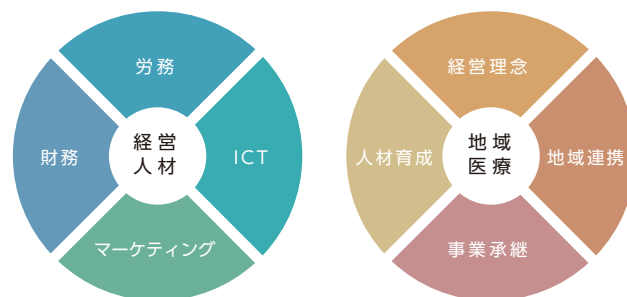 労務
財務
経営
人材
ICT
マーケティング
経営理念
人材育成
地域
医療
地域連携
事業承継